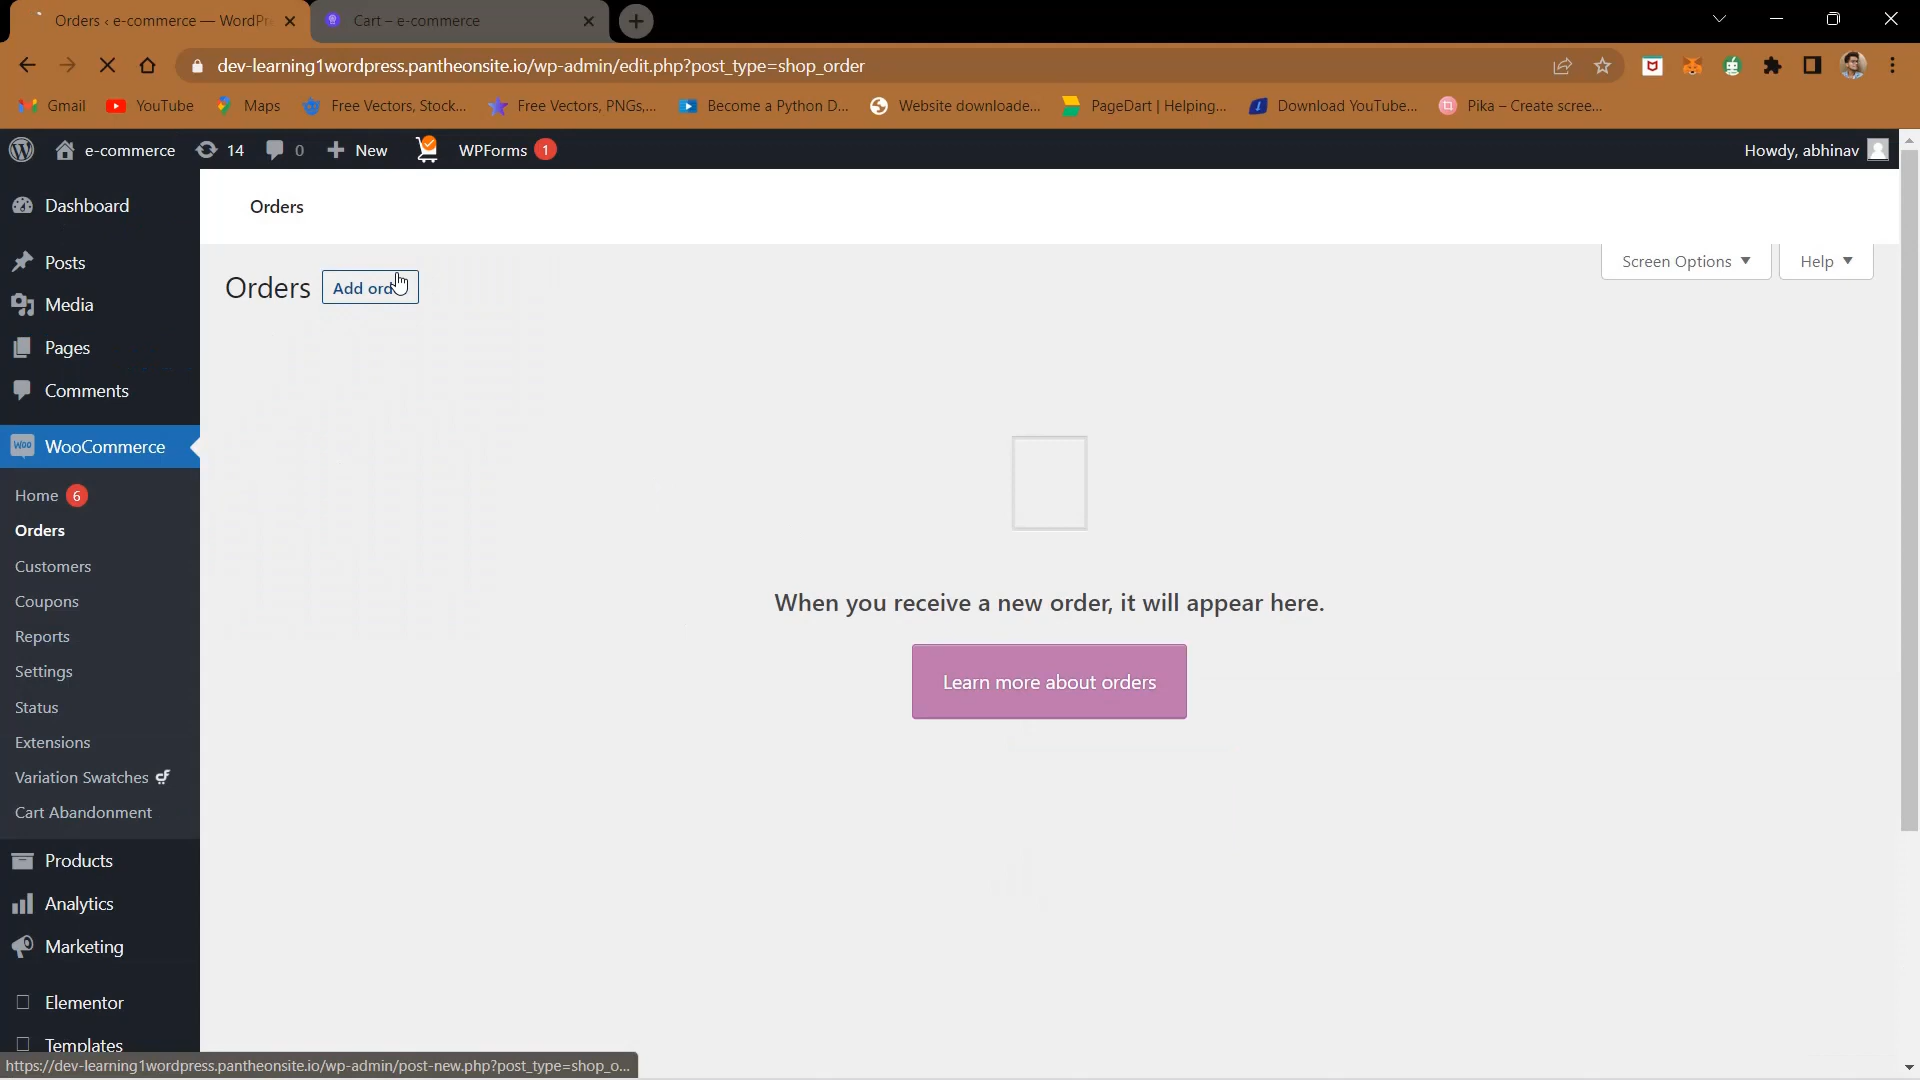 Orders ‹ e-commerce — WordPr
Cart – e-commerce
dev-learning1wordpress.pantheonsite.io/wp-admin/edit.php?post_type=shop_order
Gmail
YouTube
Maps
Free Vectors, Stock...
Free Vectors, PNGs,...
Become a Python D...
Website downloade...
PageDart | Helping...
Download YouTube...
Pika – Create scree...
e-commerce
14
0
New
WPForms 1
Howdy, abhinav
Dashboard
Posts
Media
Pages
Comments
Woo WooCommerce
Home 6
Orders
Customers
Coupons
Reports
Settings
Status
Extensions
Variation Swatches cf
Cart Abandonment
Products
Analytics
Marketing
Elementor
Templates
Orders
Screen Options
Help
Orders
Add ord
When you receive a new order, it will appear here.
Learn more about orders
https://dev-learning1wordpress.pantheonsite.io/wp-admin/post-new.php?post_type=shop_o...